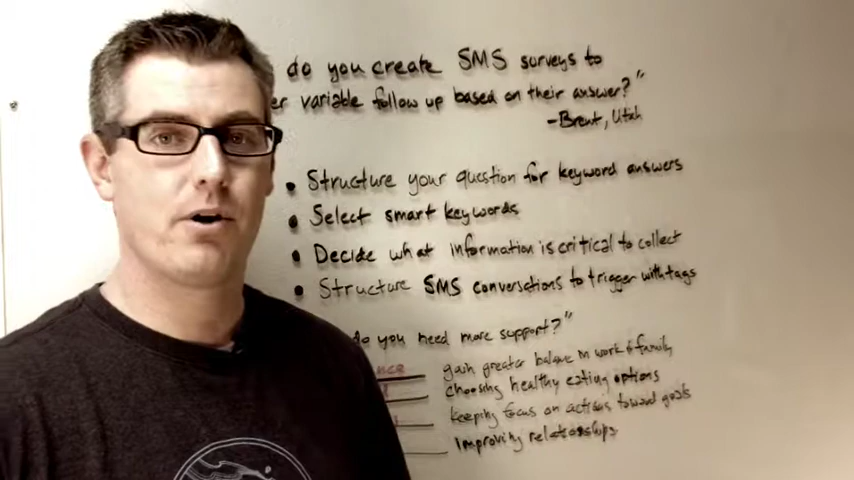 do you create SMS surveys to
er variable follow up based on their answer?"
-Brent, Utah
• Structure your question for keyword answers
• Select smart keywords
• Decide what information is critical to collect
• Structure SMS conversations to trigger with tags
do you need more support?"
gain greater balance in work & family
choosing healthy eating options
keeping focus on actions toward goals
Improving relationships